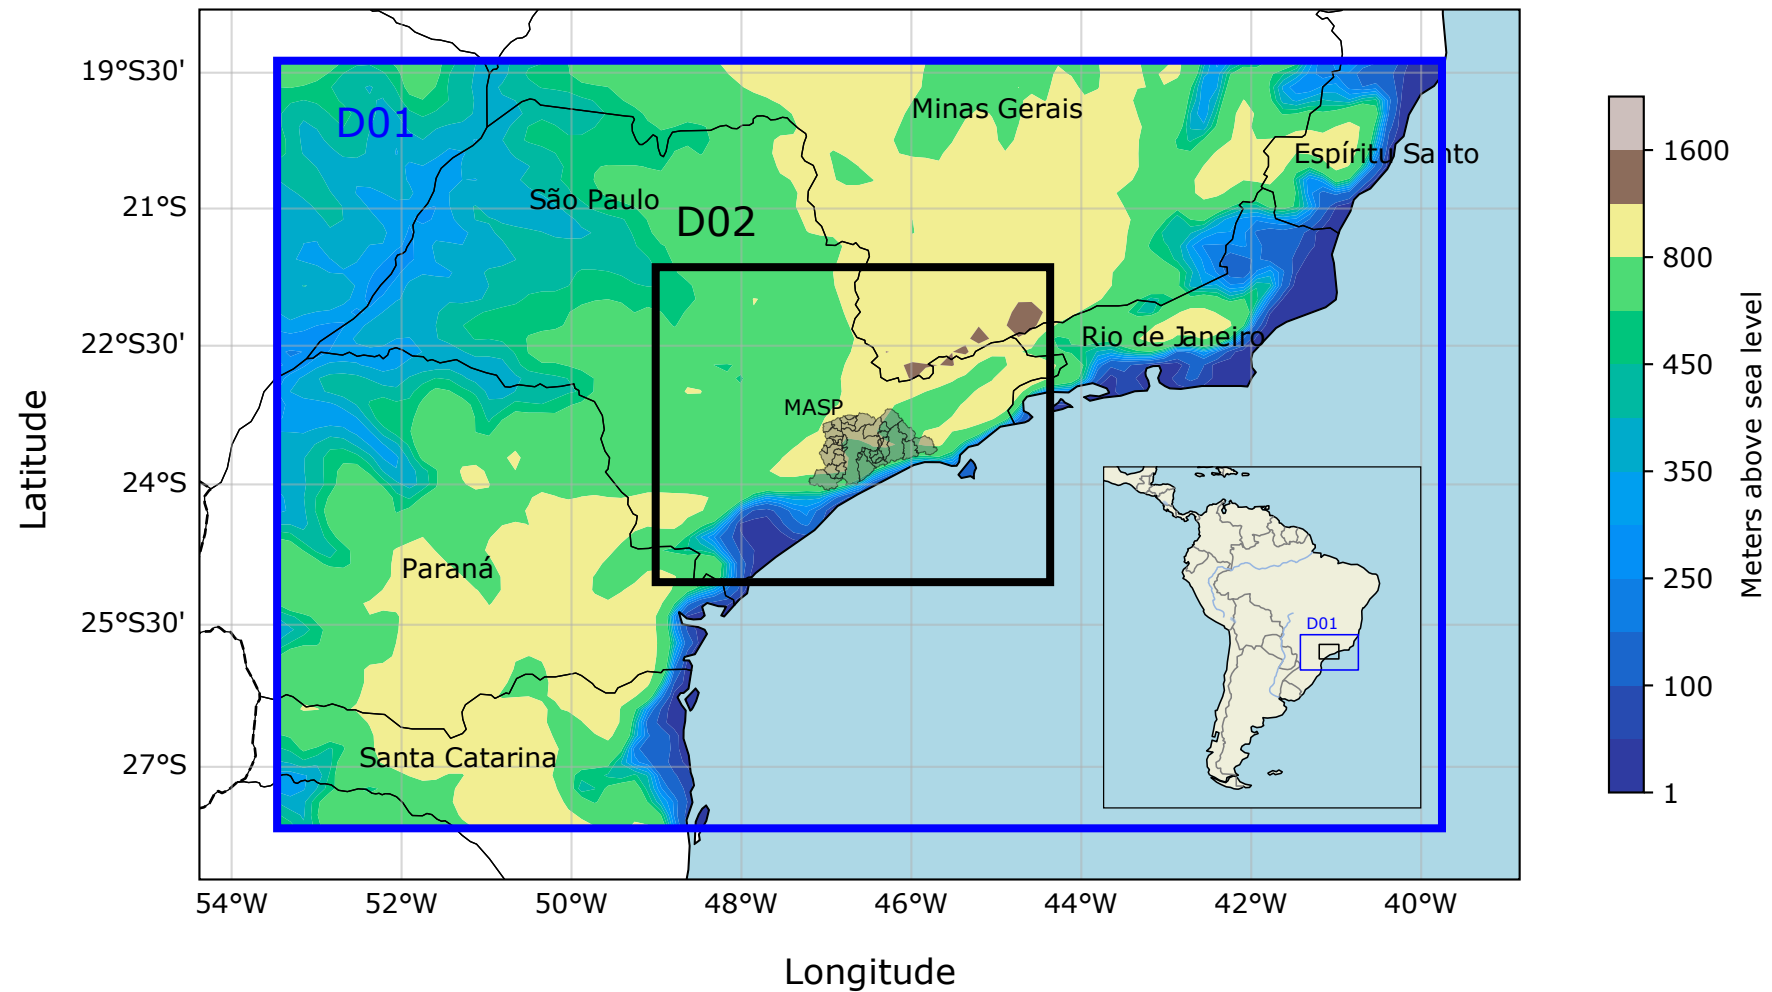 19°S30'
21°S
22°S30'
24°S
25°S30'
27°S
Latitude
D01
Minas Gerais
Espíritu Santo
São Paulo
D02
Rio de Janeiro
MASP
Paraná
Santa Catarina
D01
54°W 52°W 50°W 48°W 46°W 44°W 42°W 40°W
Longitude
1600
800
450
350
250
100
1
Meters above sea level